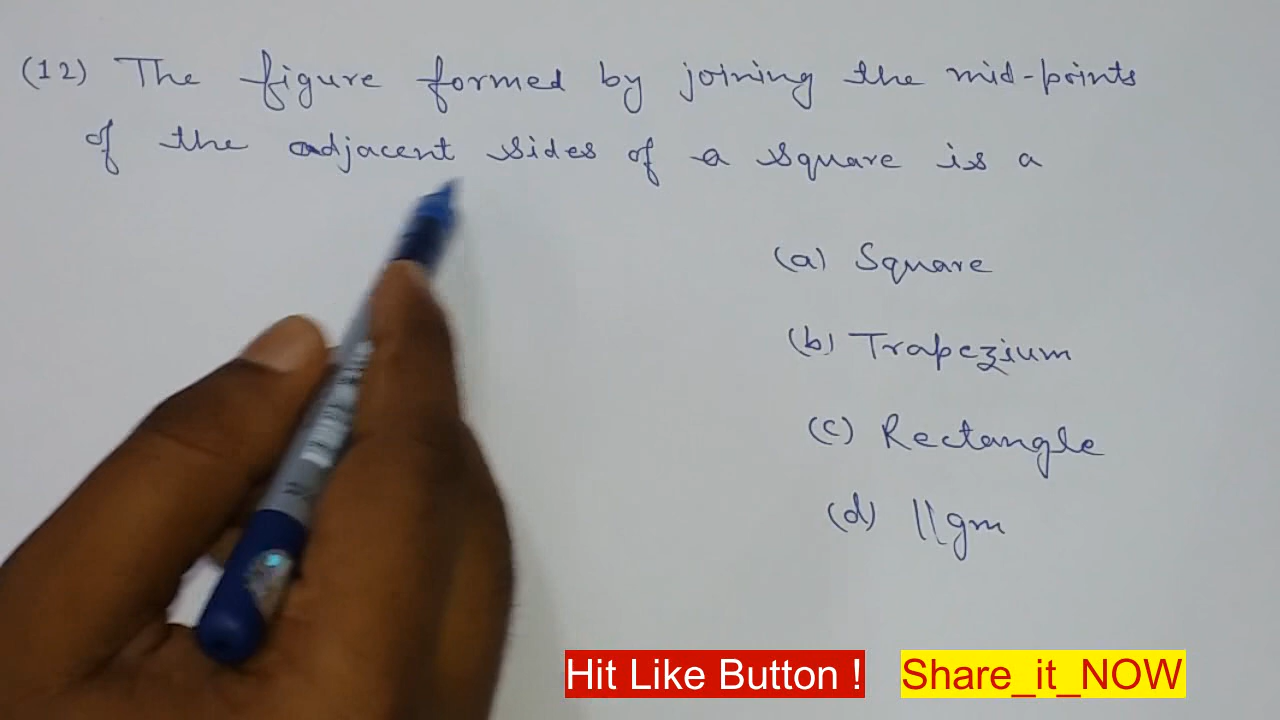 (12) The figure formed by joining the mid-points
of the adjacent sides of a square is a
(a) Square
(b) Trapezium
(c) Rectangle
(d) ||gm
Hit Like Button ! Share_it_NOW